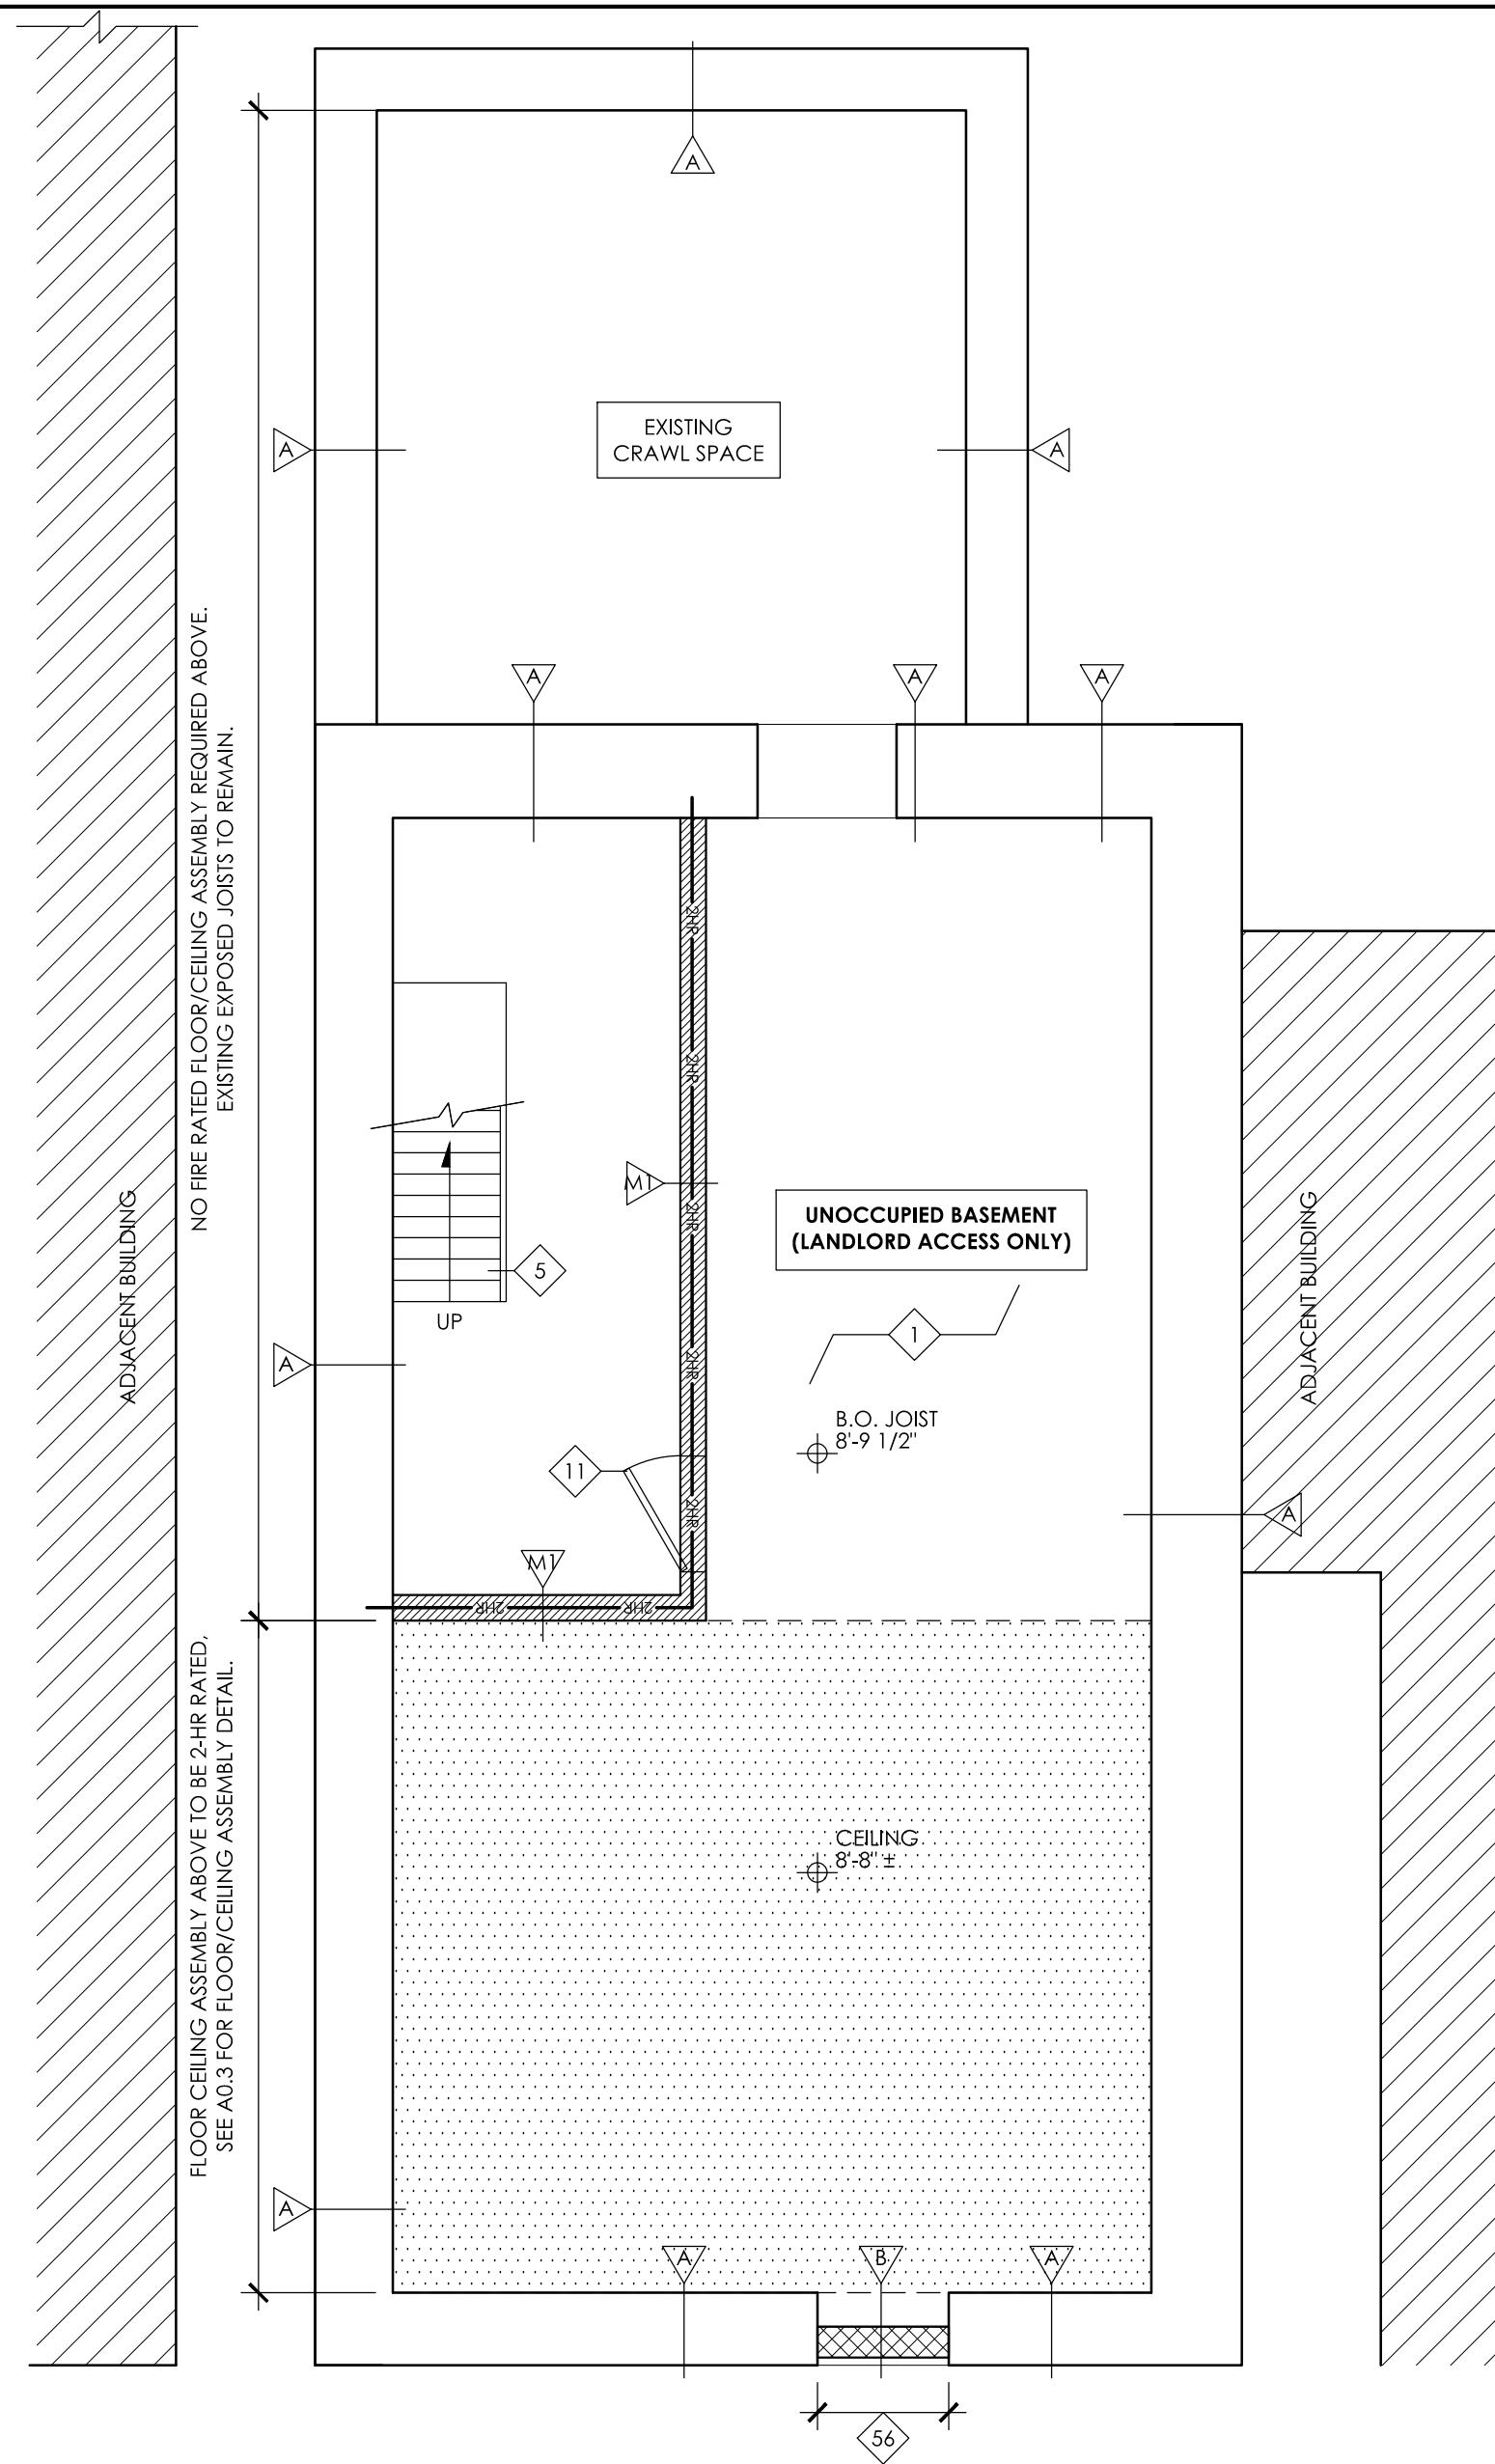 A
EXISTING
CRAWL SPACE
A
A
NO FIRE RATED FLOOR/CEILING ASSEMBLY REQUIRED ABOVE.
EXISTING EXPOSED JOISTS TO REMAIN.
A
A
A
2HR
2HR
M1
2HR
UNOCCUPIED BASEMENT
(LANDLORD ACCESS ONLY)
ADJACENT BUILDING
ADJACENT BUILDING
5
UP
1
A
2HR
B.O. JOIST
8'-9 1/2"
11
2HR
A
M1
2HR
2HR
FLOOR CEILING ASSEMBLY ABOVE TO BE 2-HR RATED,
SEE A0.3 FOR FLOOR/CEILING ASSEMBLY DETAIL.
CEILING
8'-8" ±
A
A
B
A
56